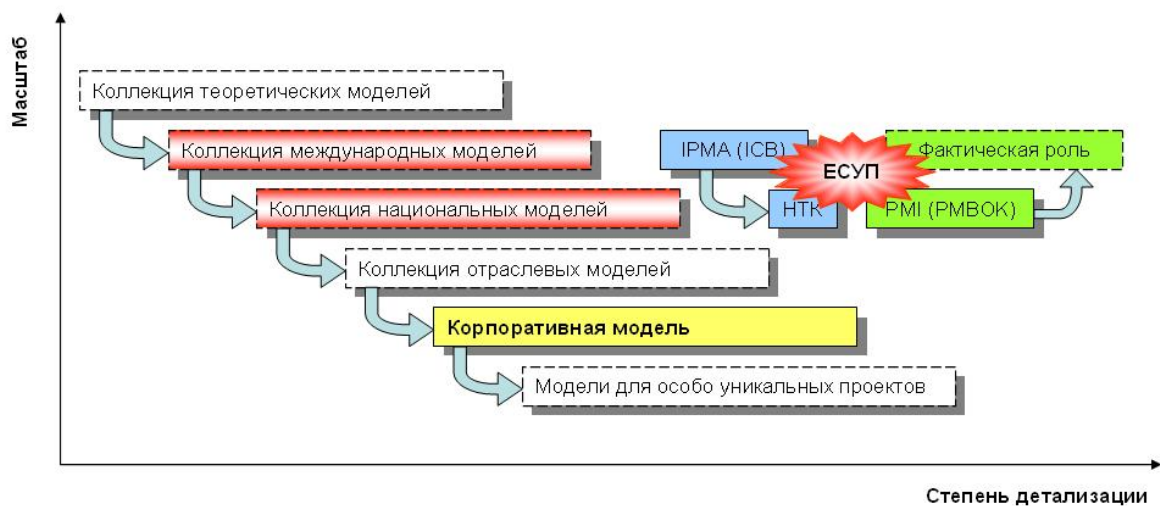 Масштаб
Коллекция теоретических моделей
Коллекция международных моделей
IPMA (ICB)
ЕСУП
Фактическая роль
Коллекция национальных моделей
НТК
PMI (PMBOK)
Коллекция отраслевых моделей
Корпоративная модель
Модели для особо уникальных проектов
Степень детализации